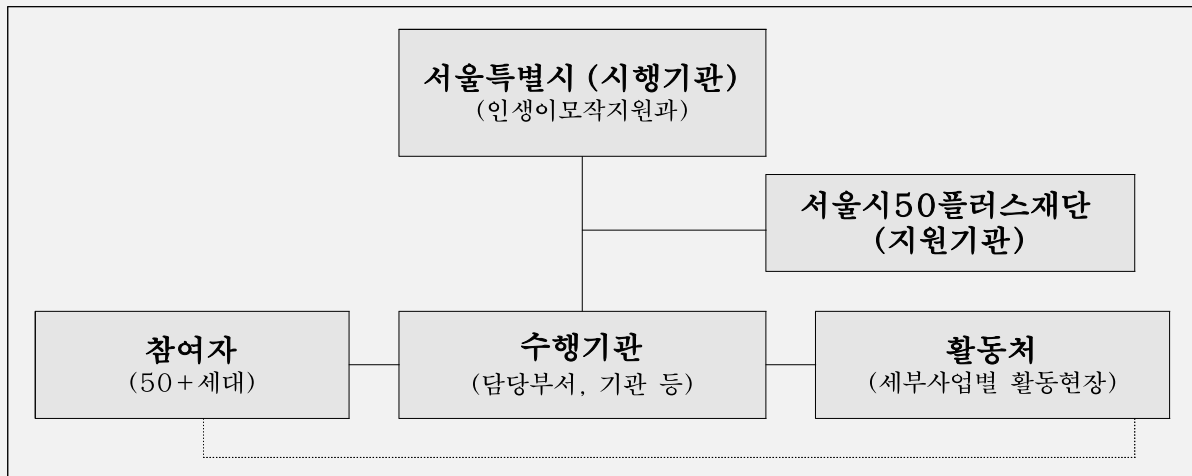 서울특별시 (시행기관)
(인생이모작지원과)
서울시50플러스재단
(지원기관)
참여자
(50+세대)
수행기관
(담당부서, 기관 등)
활동처
(세부사업별 활동현장)